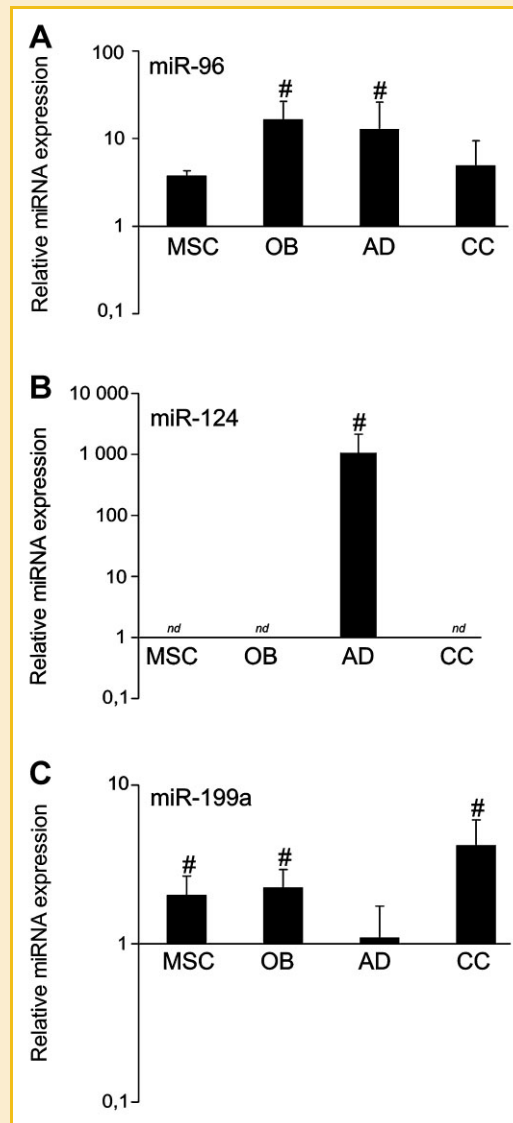 A
miR-96
Relative miRNA expression
100
10
1
0,1
# #
MSC OB AD CC
B
miR-124
Relative miRNA expression
10 000
1 000
100
10
1
0,1
#
nd nd nd
MSC OB AD CC
C
miR-199a
Relative miRNA expression
10
1
0,1
# # #
MSC OB AD CC